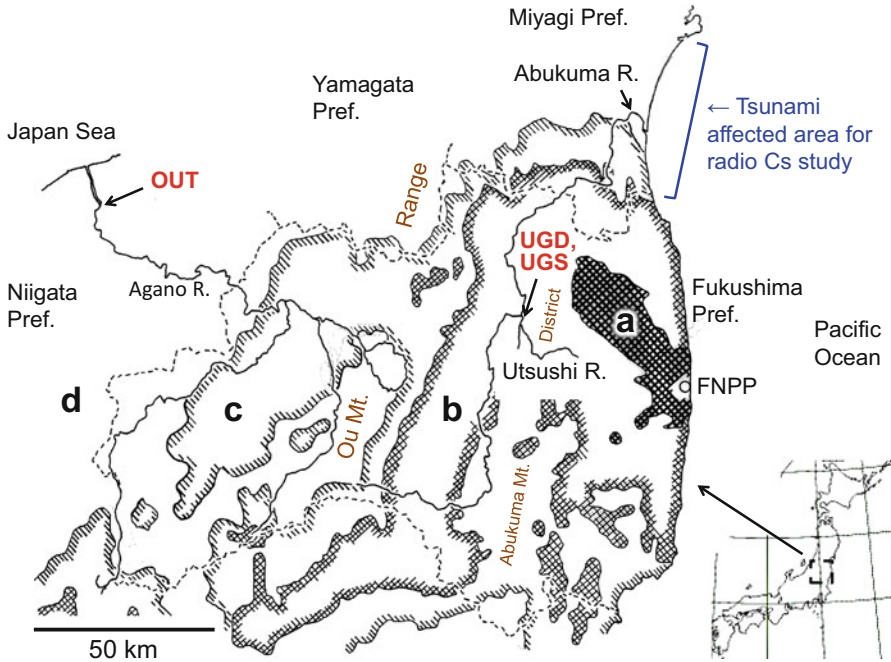 Miyagi Pref.
Abukuma R.
Yamagata
Pref.
← Tsunami
affected area for
radio Cs study
Japan Sea
OUT
Range
UGD,
UGS
Agano R.
Niigata
Pref.
District
a
Fukushima
Pref.
Pacific
Ocean
Utsushi R.
FNPP
d
c
b
Ou Mt.
Abukuma Mt.
50 km